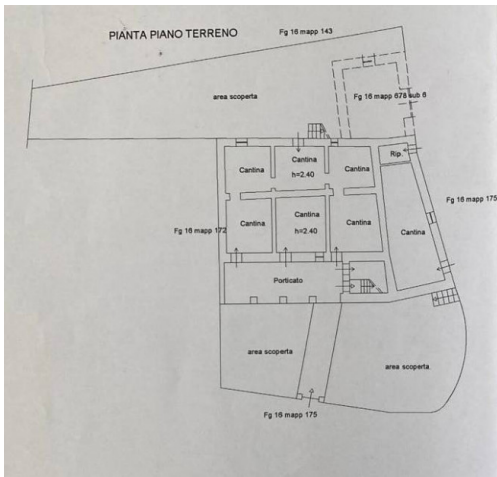 PIANTA PIANO TERRENO
Fg 16 mapp 143
area scoperta
Fg 16 mapp 678 sub 6
Cantina
Cantina
h=2.40
Cantina
Rip.
Fg 16 mapp 175
Cantina
Cantina
h=2.40
Cantina
Cantina
Fg 16 mapp 172
Porticato
area scoperta
area scoperta
Fg 16 mapp 175